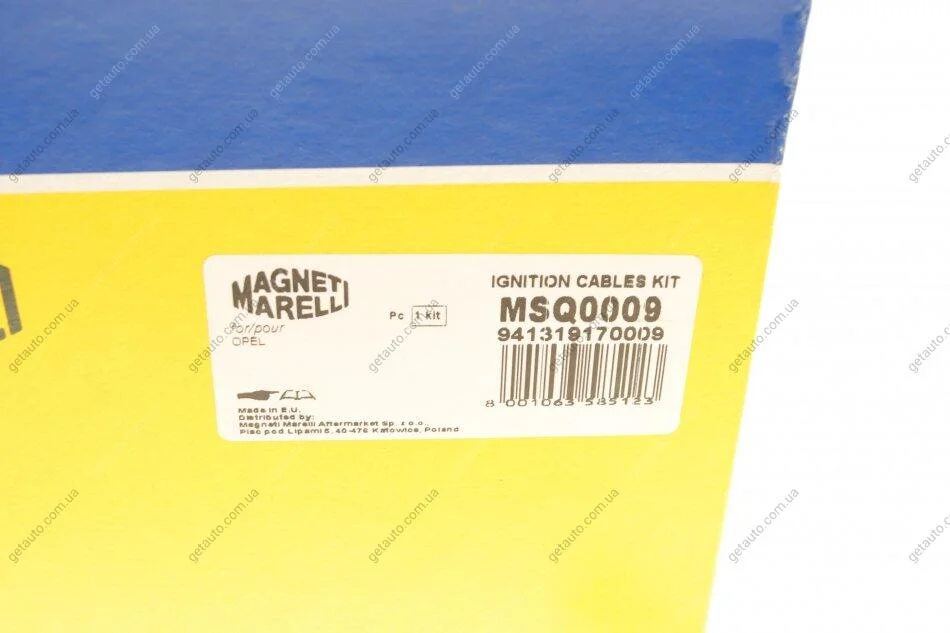 MAGNETI
MARELLI
for/pour
OPEL
Pc 1 kit
IGNITION CABLES KIT
MSQ0009
941319170009
8 001063 585123
Made in E.U.
Distributed by:
Magneti Marelli Aftermarket Sp. z o.o.
Plac pod Lipami 5, 40-476 Katowice, Poland
getauto.com.ua